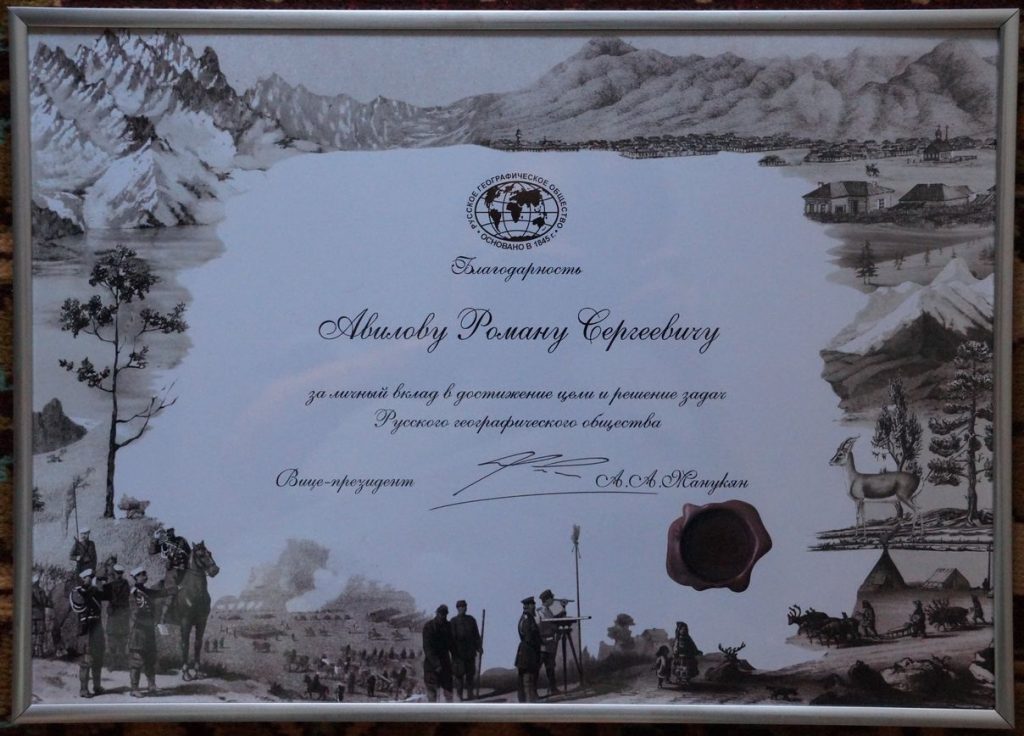 РУССКОЕ ГЕОГРАФИЧЕСКОЕ ОБЩЕСТВО
• ОСНОВАНО В 1845 г. •
Благодарность
Авилову Роману Сергеевичу
за личный вклад в достижение цели и решение задач
Русского географического общества
Вице-президент А.А.Манукян